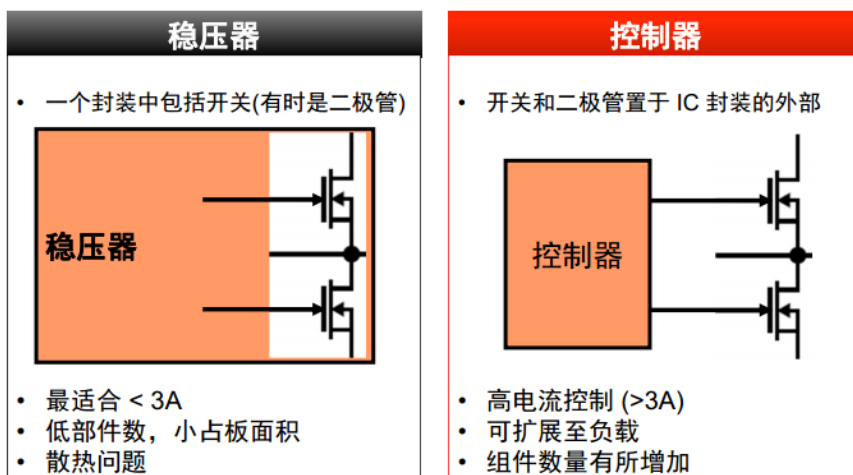 稳压器
• 一个封装中包括开关(有时是二极管)
稳压器
• 最适合 < 3A
• 低部件数，小占板面积
• 散热问题
控制器
• 开关和二极管置于 IC 封装的外部
控制器
• 高电流控制 (>3A)
• 可扩展至负载
• 组件数量有所增加